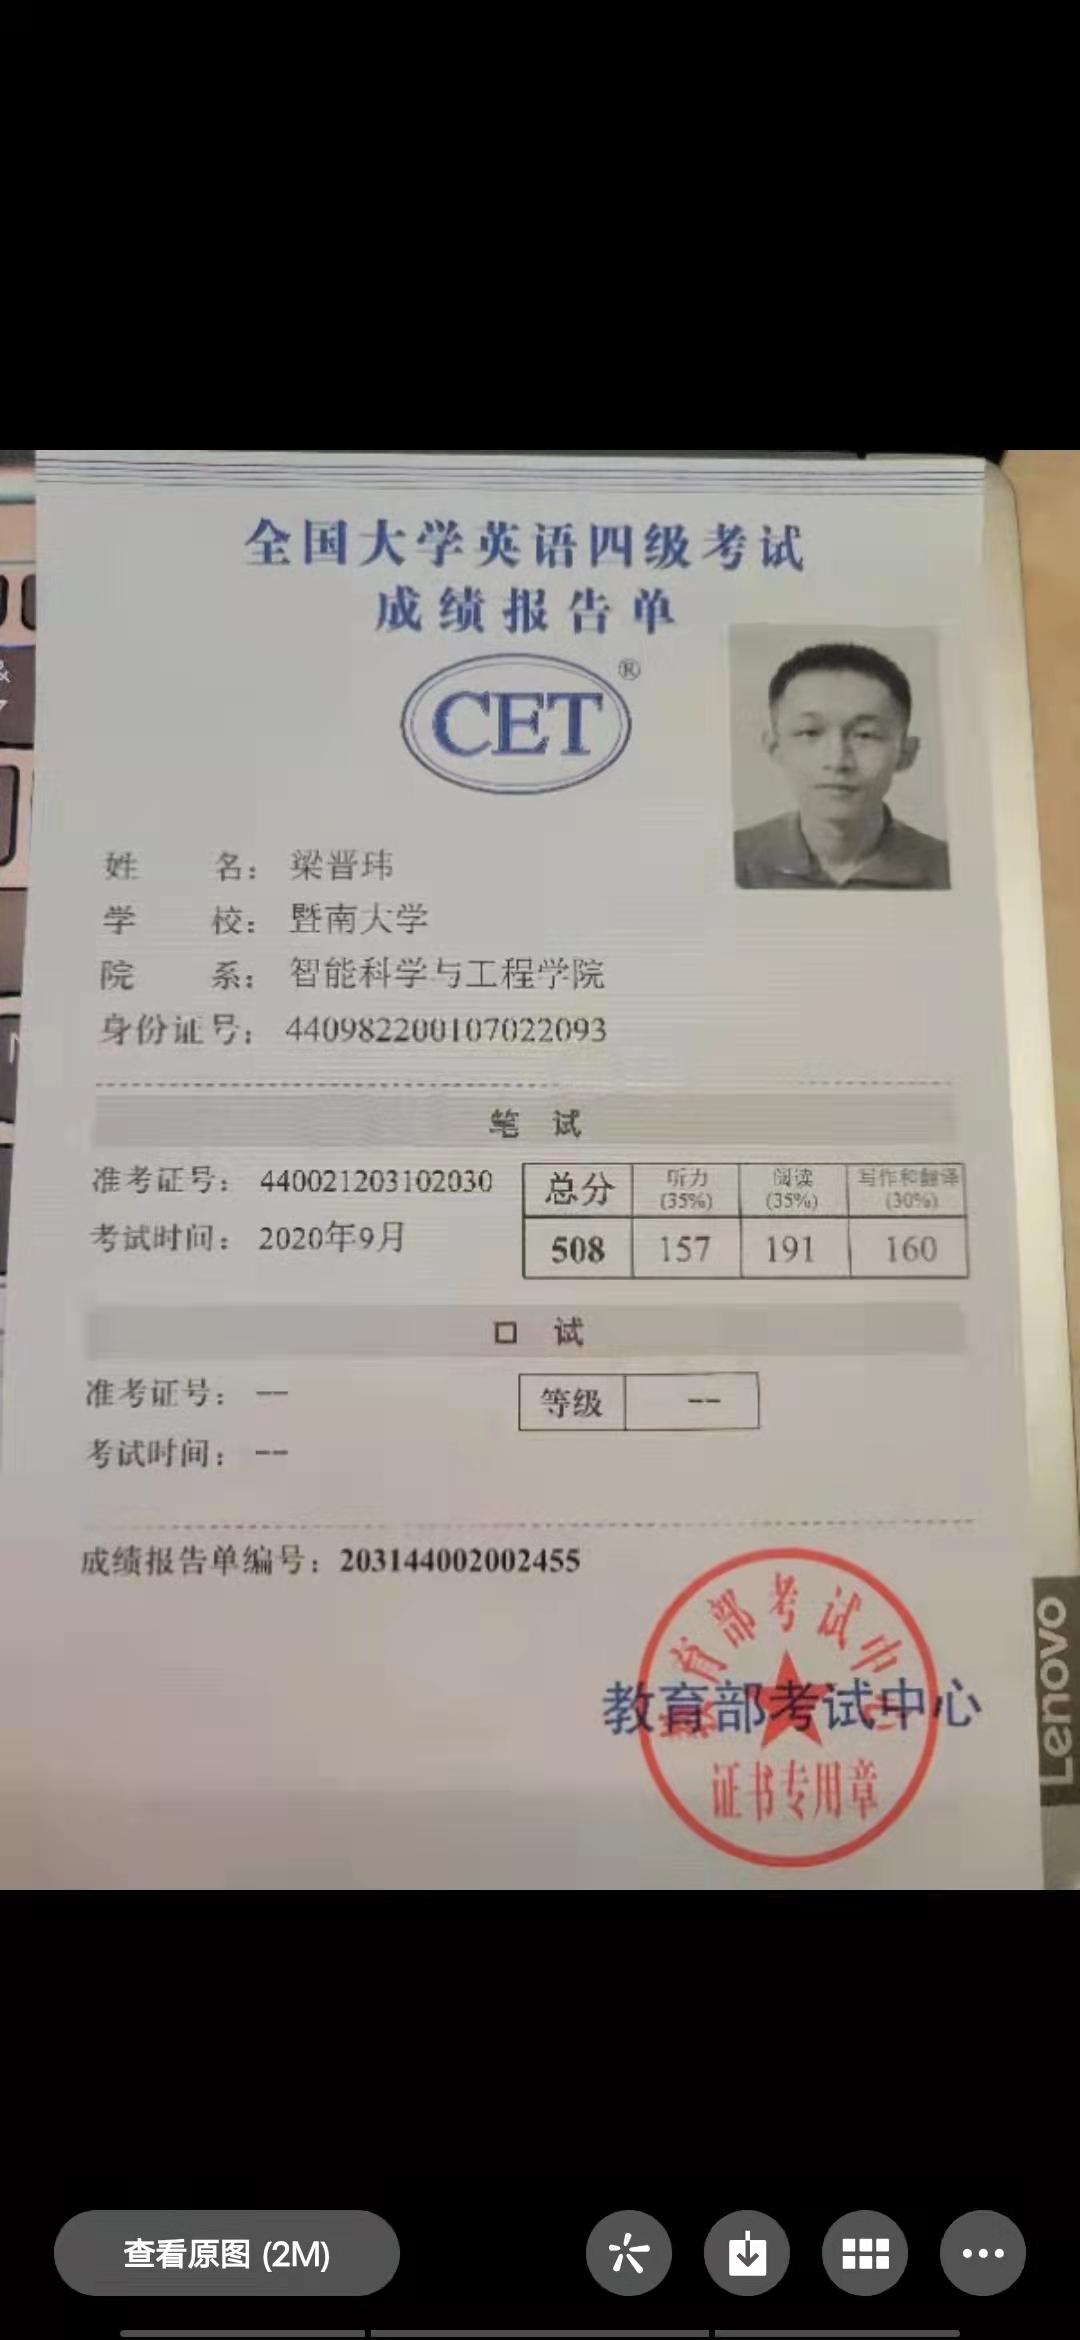 全国大学英语四级考试
成绩报告单
CET®
姓 名：梁晋玮
学 校：暨南大学
院 系：智能科学与工程学院
身份证号：440982200107022093
笔 试
准考证号：440021203102030
考试时间：2020年9月
总分 听力(35%) 阅读(35%) 写作和翻译(30%)
508 157 191 160
口 试
准考证号：--
等级 --
考试时间：--
成绩报告单编号：203144002002455
教育部考试中心
教育部考试中心
证书专用章
Lenovo
查看原图 (2M)